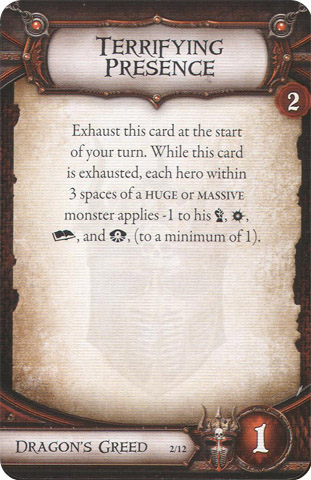 TERRIFYING
PRESENCE
2
Exhaust this card at the start
of your turn. While this card
is exhausted, each hero within
3 spaces of a HUGE or MASSIVE
monster applies -1 to his , ,
, and , (to a minimum of 1).
DRAGON'S GREED 2/12
1